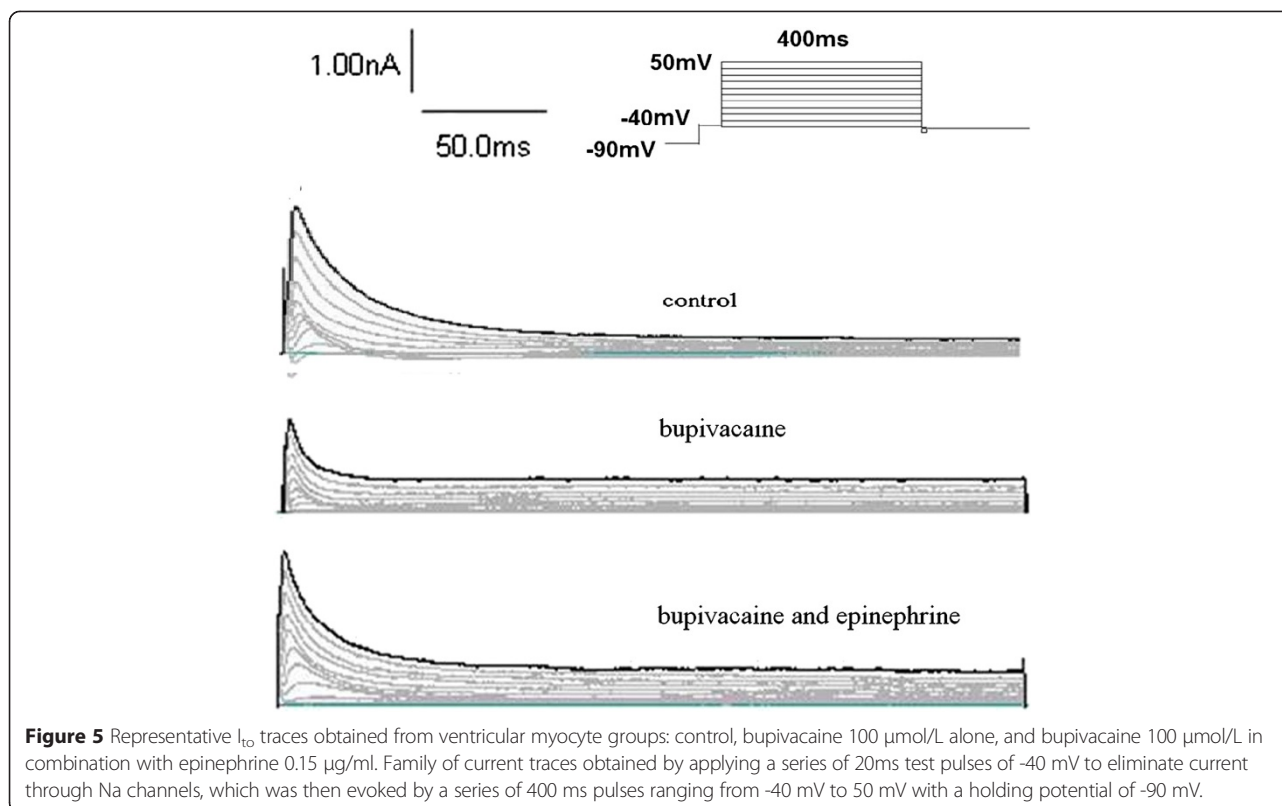 400ms
1.00nA
50mV
-40mV
50.0ms
-90mV
control
bupivacaine
bupivacaine and epinephrine
Figure 5 Representative Ito traces obtained from ventricular myocyte groups: control, bupivacaine 100 μmol/L alone, and bupivacaine 100 μmol/L in
combination with epinephrine 0.15 μg/ml. Family of current traces obtained by applying a series of 20ms test pulses of -40 mV to eliminate current
through Na channels, which was then evoked by a series of 400 ms pulses ranging from -40 mV to 50 mV with a holding potential of -90 mV.